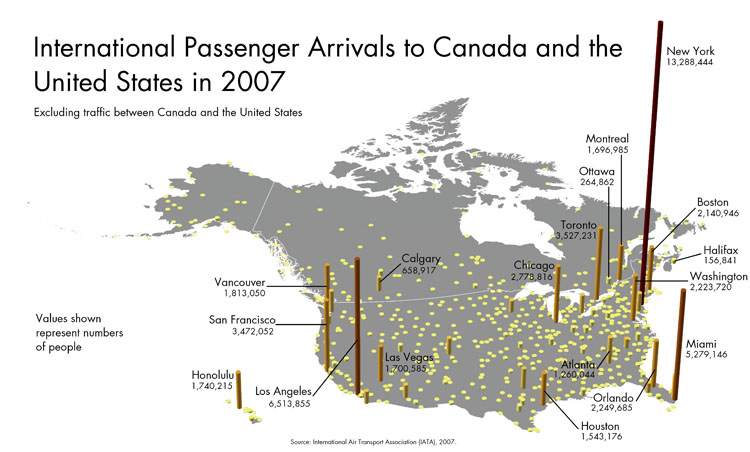 International Passenger Arrivals to Canada and the
United States in 2007
Excluding traffic between Canada and the United States
New York
13,288,444
Montreal
1,696,985
Ottawa
264,862
Boston
2,140,946
Toronto
3,527,231
Halifax
156,841
Calgary
658,917
Chicago
2,778,816
Washington
2,223,720
Vancouver
1,813,050
San Francisco
3,472,052
Values shown
represent numbers
of people
Miami
5,279,146
Las Vegas
1,700,585
Atlanta
1,260,044
Honolulu
1,740,215
Los Angeles
6,513,855
Orlando
2,249,685
Houston
1,543,176
Source: International Air Transport Association (IATA), 2007.